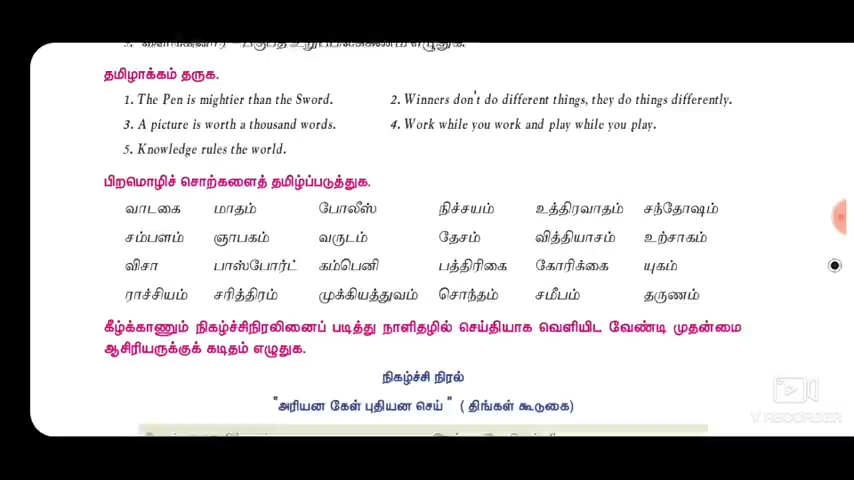 தமிழாக்கம் தருக.
1. The Pen is mightier than the Sword. 2. Winners don't do different things, they do things differently.
3. A picture is worth a thousand words. 4. Work while you work and play while you play.
5. Knowledge rules the world.
பிறமொழிச் சொற்களைத் தமிழ்ப்படுத்துக.
வாடகை மாதம் போலீஸ் நிச்சயம் உத்திரவாதம் சந்தோஷம்
சம்பளம் ஞாபகம் வருடம் தேசம் வித்தியாசம் உற்சாகம்
விசா பாஸ்போர்ட் கம்பெனி பத்திரிகை கோரிக்கை யுகம்
ராச்சியம் சரித்திரம் முக்கியத்துவம் சொந்தம் சமீபம் தருணம்
கீழ்க்காணும் நிகழ்ச்சிநிரலினைப் படித்து நாளிதழில் செய்தியாக வெளியிட வேண்டி முதன்மை
ஆசிரியருக்குக் கடிதம் எழுதுக.
நிகழ்ச்சி நிரல்
"அரியன கேள் புதியன செய் " ( திங்கள் கூடுகை)
V RECORDER